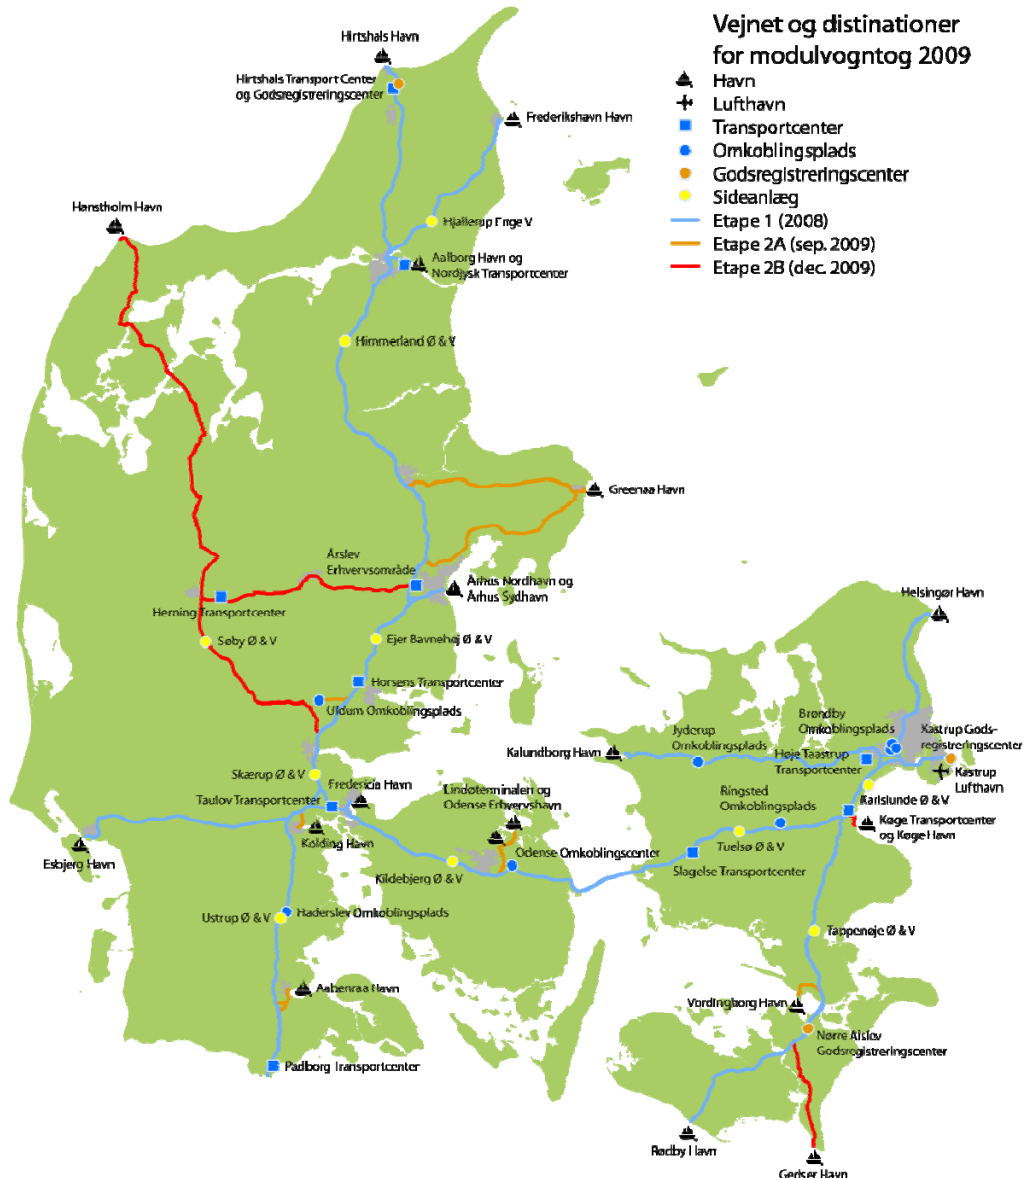 Vejnet og distinationer
for modulvogntog 2009
Havn
Lufthavn
Transportcenter
Omkoblingsplads
Godsregistreringscenter
Sideanlæg
Etape 1 (2008)
Etape 2A (sep. 2009)
Etape 2B (dec. 2009)
Hirtshals Havn
Hirtshals Transport Center
og Godsregistreringcenter
Frederikshavn Havn
Hanstholm Havn
Hjallerup Enge V
Aalborg Havn og
Nordjysk Transportcenter
Himmerland Ø & V
Greenaa Havn
Årslev
Erhvervsområde
Århus Nordhavn og
Århus Sydhavn
Herning Transportcenter
Søby Ø & V
Ejer Bavnehøj Ø & V
Horsens Transportcenter
Uldum Omkoblingsplads
Helsingør Havn
Brøndby
Omkoblingsplads
Kastrup Gods-
registreringscenter
Jyderup
Omkoblingsplads
Kalundborg Havn
Høje Taastrup
Transportcenter
Kastrup
Lufthavn
Skærup Ø & V
Fredericia Havn
Taulov Transportcenter
Lindøterminalen og
Odense Erhvervshavn
Ringsted
Omkoblingsplads
Karlslunde Ø & V
Køge Transportcenter
og Køge Havn
Kolding Havn
Esbjerg Havn
Odense Omkoblingscenter
Tuelsø Ø & V
Kildebjerg Ø & V
Slagelse Transportcenter
Ustrup Ø & V
Haderslev Omkoblingsplads
Tappenøje Ø & V
Aabenraa Havn
Vordingborg Havn
Nørre Alslev
Godsregistreringscenter
Padborg Transportcenter
Rødby Havn
Gedser Havn